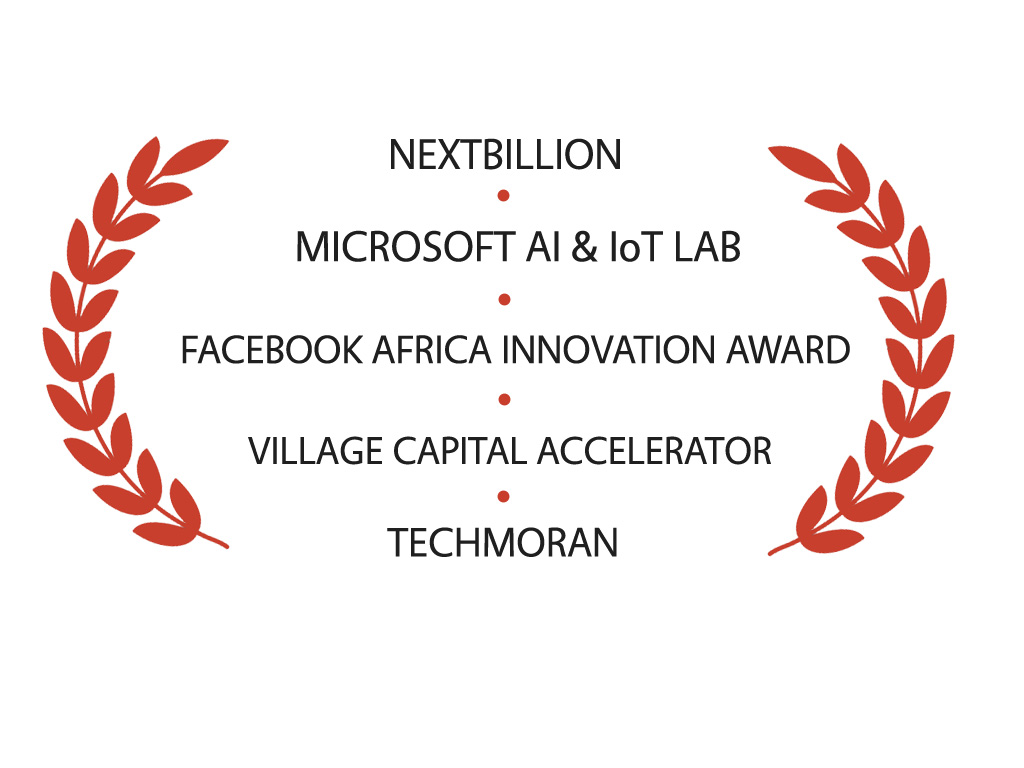 NEXTBILLION
MICROSOFT AI & IoT LAB
FACEBOOK AFRICA INNOVATION AWARD
VILLAGE CAPITAL ACCELERATOR
TECHMORAN